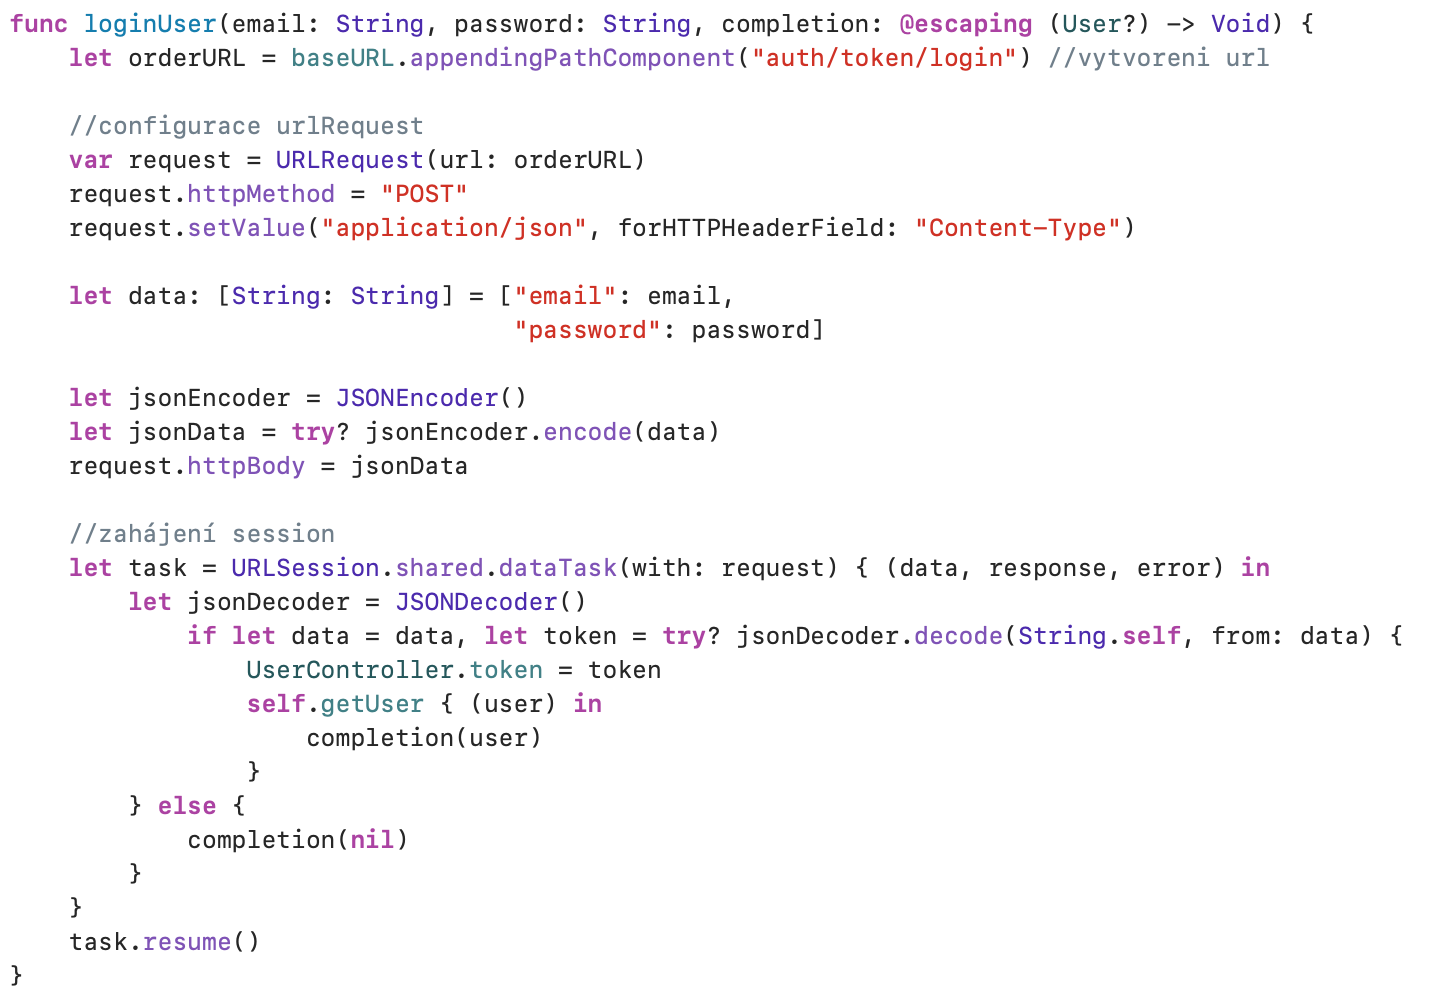 func loginUser(email: String, password: String, completion: @escaping (User?) -> Void) {
    let orderURL = baseURL.appendingPathComponent("auth/token/login") //vytvoreni url

    //configurace urlRequest
    var request = URLRequest(url: orderURL)
    request.httpMethod = "POST"
    request.setValue("application/json", forHTTPHeaderField: "Content-Type")

    let data: [String: String] = ["email": email,
                                  "password": password]

    let jsonEncoder = JSONEncoder()
    let jsonData = try? jsonEncoder.encode(data)
    request.httpBody = jsonData

    //zahájení session
    let task = URLSession.shared.dataTask(with: request) { (data, response, error) in
        let jsonDecoder = JSONDecoder()
            if let data = data, let token = try? jsonDecoder.decode(String.self, from: data) {
                UserController.token = token
                self.getUser { (user) in
                    completion(user)
                }
        } else {
            completion(nil)
        }
    }
    task.resume()
}